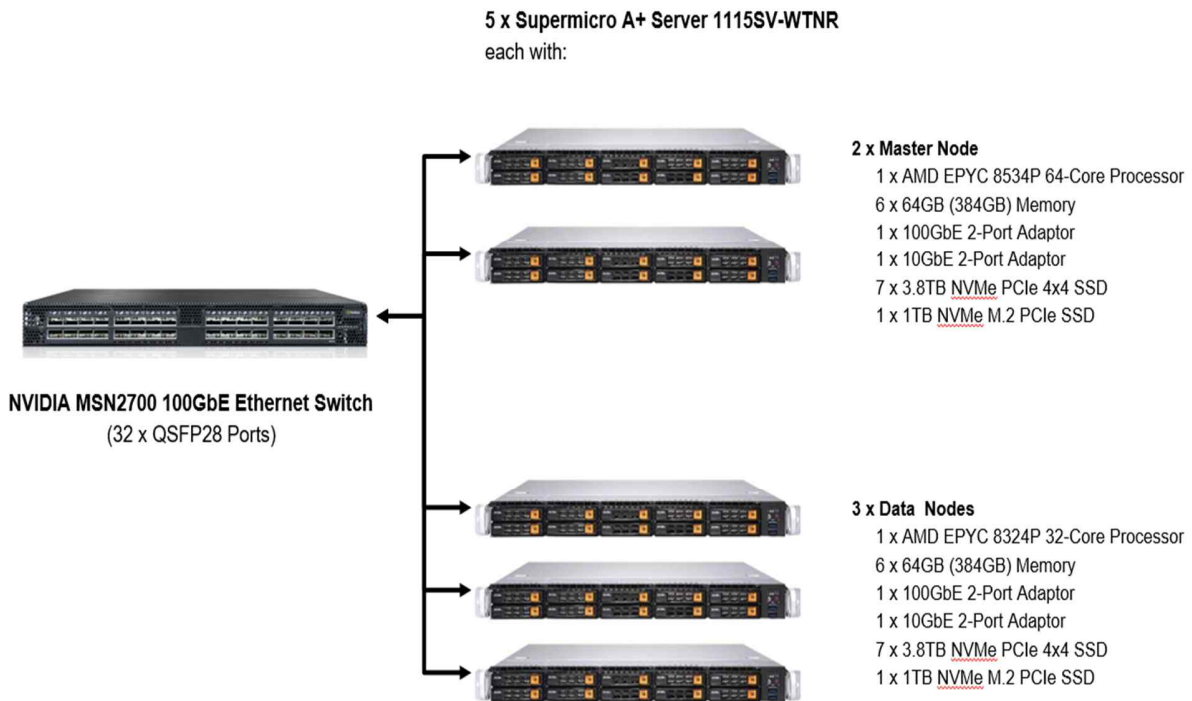 5 x Supermicro A+ Server 1115SV-WTNR
each with:
2 x Master Node
1 x AMD EPYC 8534P 64-Core Processor
6 x 64GB (384GB) Memory
1 x 100GbE 2-Port Adaptor
1 x 10GbE 2-Port Adaptor
7 x 3.8TB NVMe PCIe 4x4 SSD
1 x 1TB NVMe M.2 PCIe SSD
NVIDIA MSN2700 100GbE Ethernet Switch
(32 x QSFP28 Ports)
3 x Data Nodes
1 x AMD EPYC 8324P 32-Core Processor
6 x 64GB (384GB) Memory
1 x 100GbE 2-Port Adaptor
1 x 10GbE 2-Port Adaptor
7 x 3.8TB NVMe PCIe 4x4 SSD
1 x 1TB NVMe M.2 PCIe SSD